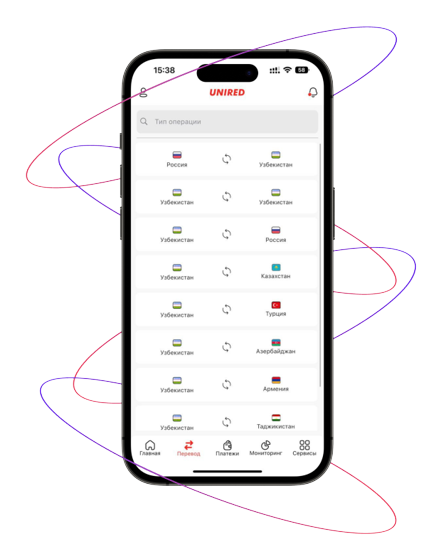 15:38
58
UNIRED
Тип операции
Россия Узбекистан
Узбекистан Узбекистан
Узбекистан Россия
Узбекистан Казахстан
Узбекистан Турция
Узбекистан Азербайджан
Узбекистан Армения
Узбекистан Таджикистан
Главная Перевод Платежи Мониторинг Сервисы